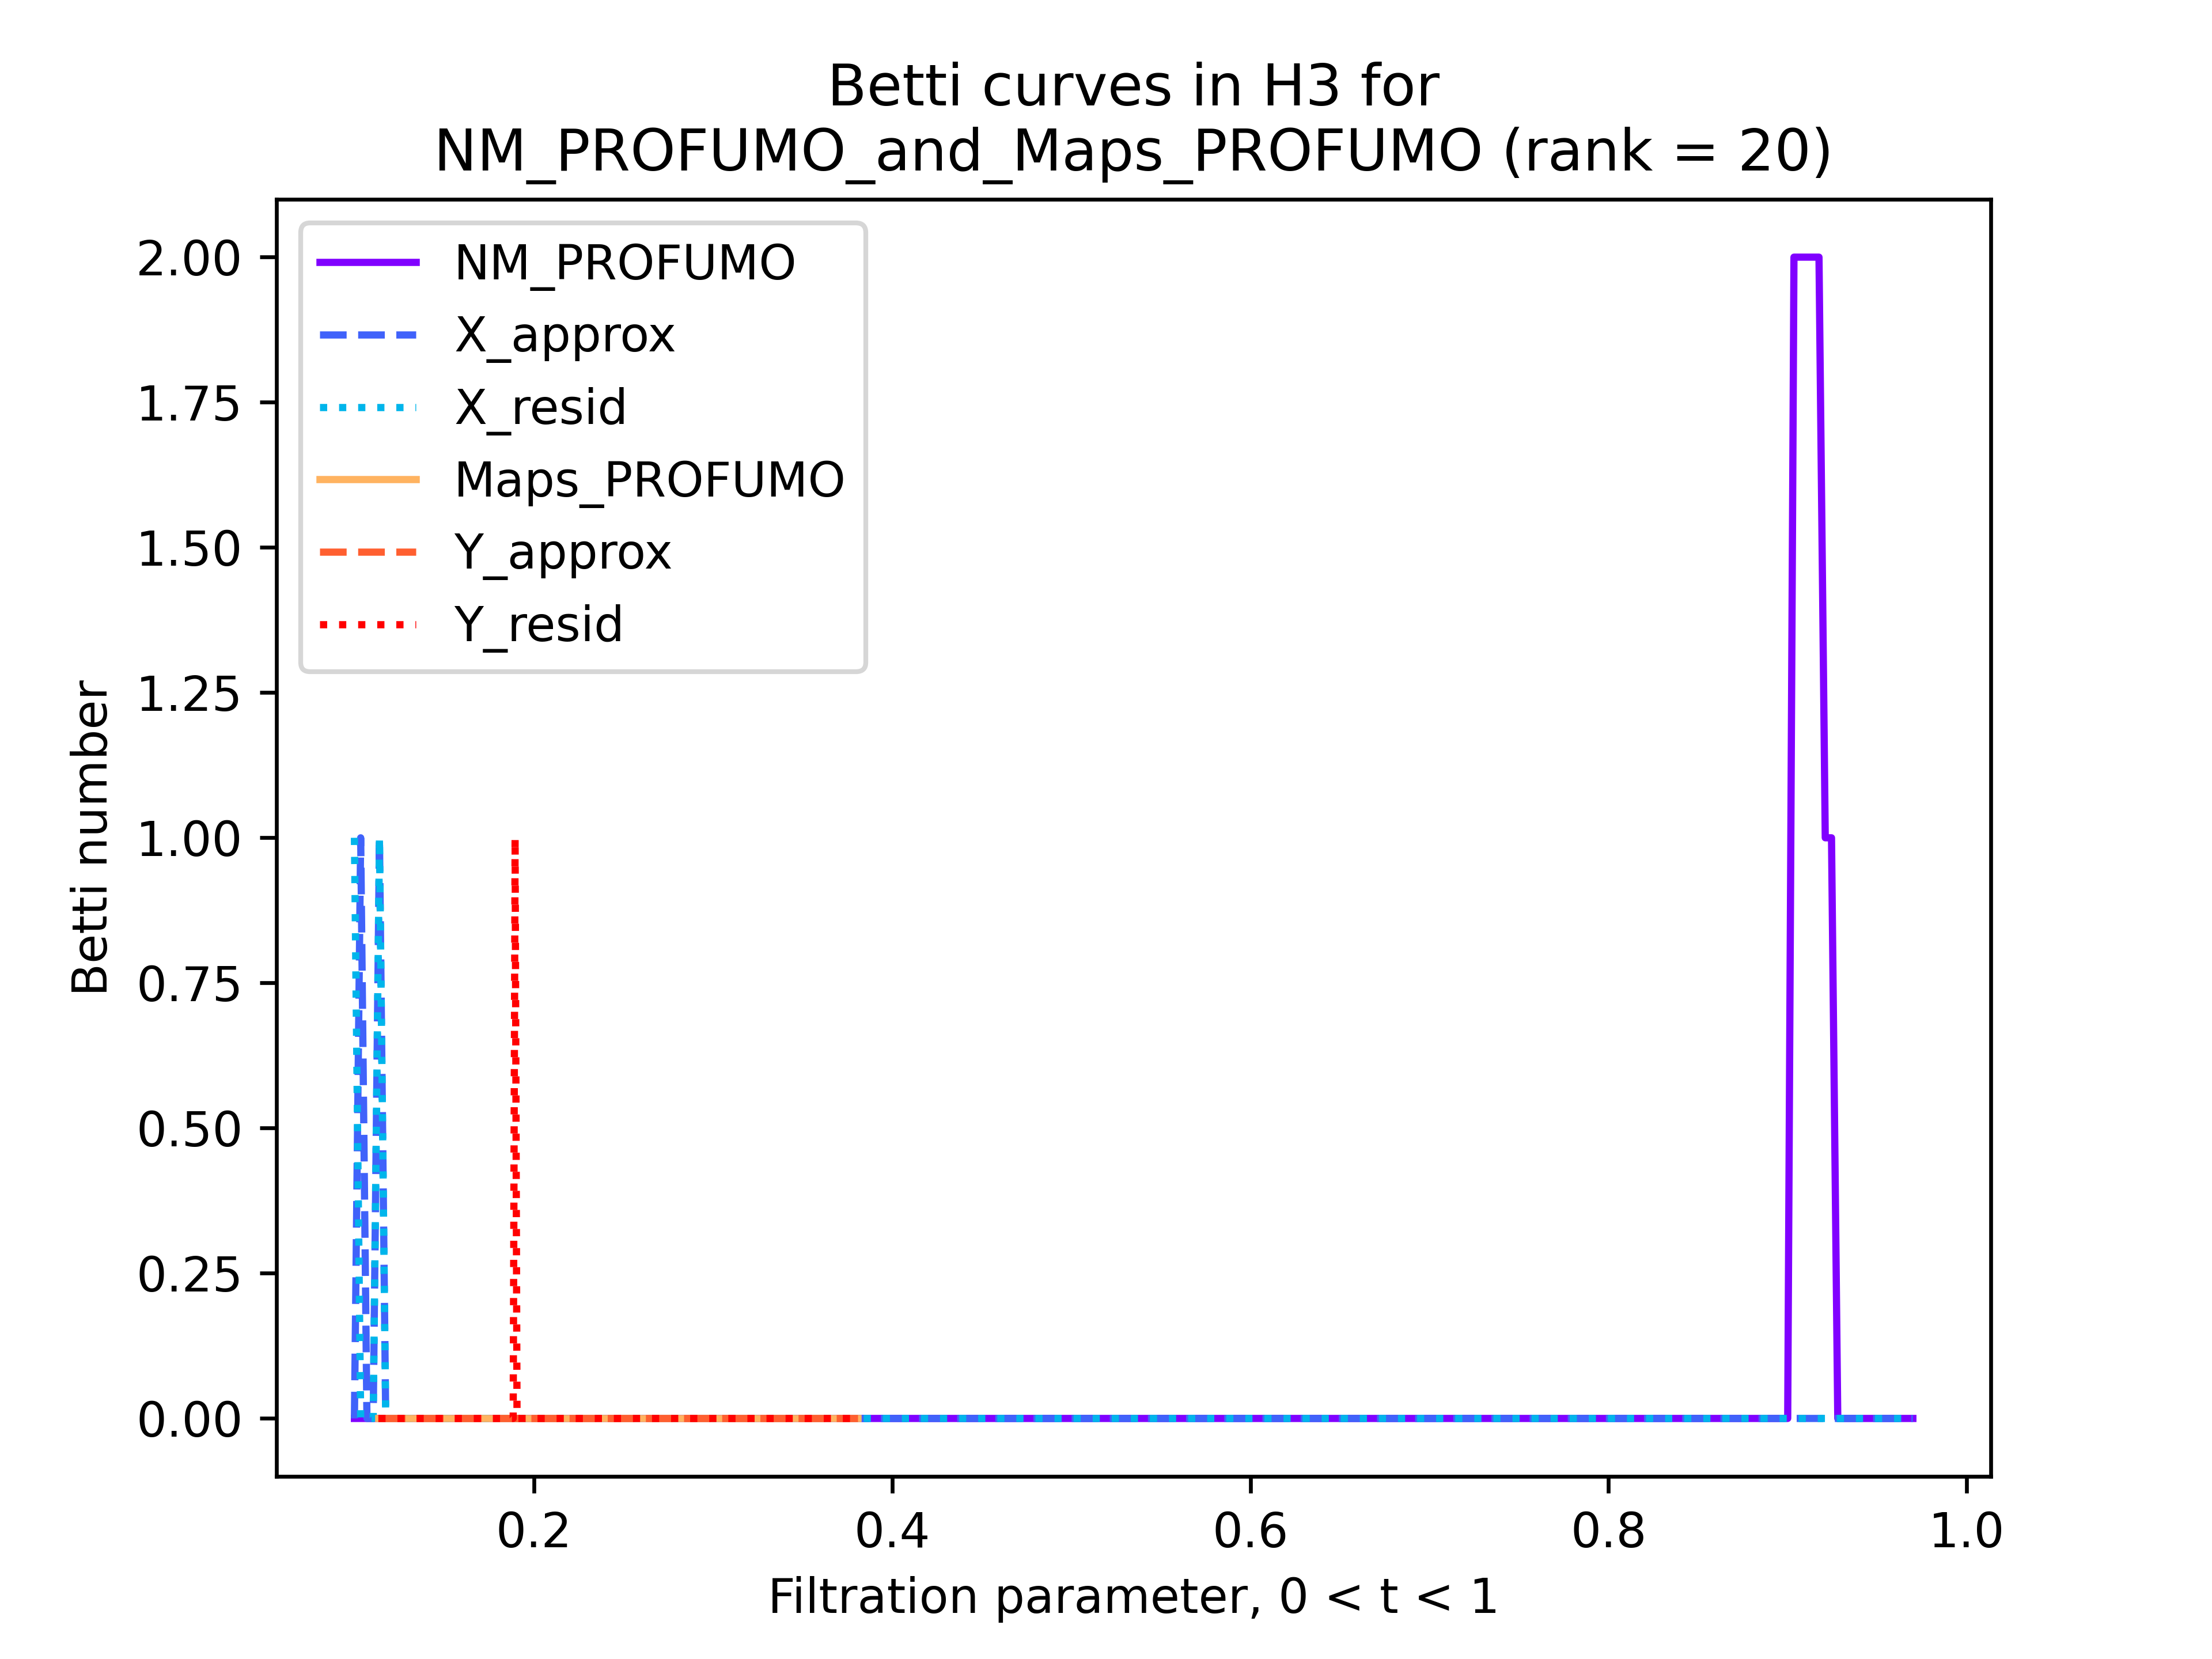 Betti curves in H3 for
NM_PROFUMO_and_Maps_PROFUMO (rank = 20)
NM_PROFUMO
X_approx
X_resid
Maps_PROFUMO
Y_approx
Y_resid
Betti number
2.00
1.75
1.50
1.25
1.00
0.75
0.50
0.25
0.00
0.2 0.4 0.6 0.8 1.0
Filtration parameter, 0 < t < 1